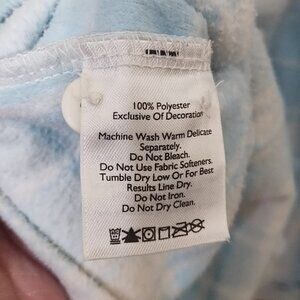 100% Polyester
Exclusive Of Decoration
Machine Wash Warm Delicate
Separately.
Do Not Bleach.
Do Not Use Fabric Softeners.
Tumble Dry Low Or For Best
Results Line Dry.
Do Not Iron.
Do Not Dry Clean.